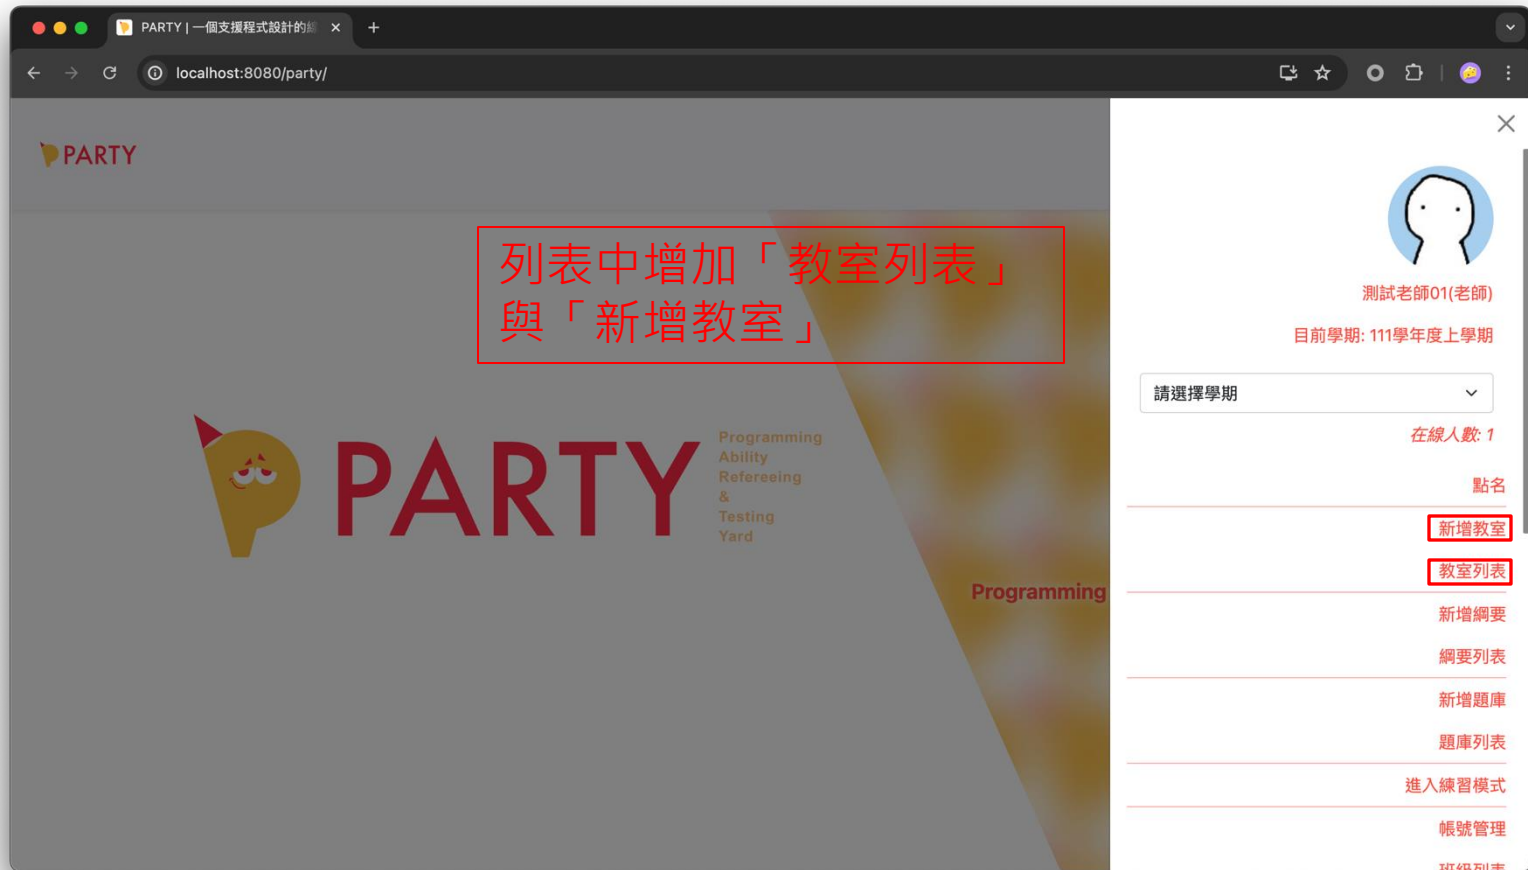 PARTY | 一個支援程式設計的
localhost:8080/party/
PARTY
列表中增加「教室列表」
與「新增教室」
PARTY
Programming
Ability
Refereeing
&
Testing
Yard
Programming
測試老師01(老師)
目前學期: 111學年度上學期
請選擇學期
在線人數: 1
點名
新增教室
教室列表
新增綱要
綱要列表
新增題庫
題庫列表
進入練習模式
帳號管理
班級列表